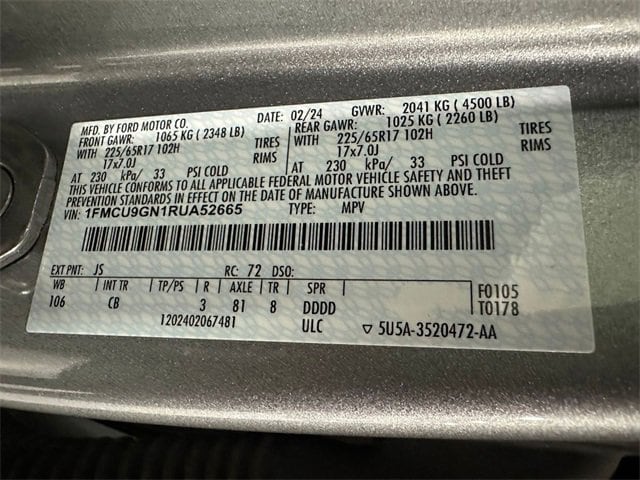 MFD. BY FORD MOTOR CO. DATE: 02/24 GVWR: 2041 KG ( 4500 LB)
FRONT GAWR: 1065 KG ( 2348 LB) REAR GAWR: 1025 KG ( 2260 LB)
WITH 225/65R17 102H TIRES WITH 225/65R17 102H TIRES
17x7.0J RIMS 17x7.0J RIMS
AT 230 kPa/ 33 PSI COLD AT 230 kPa/ 33 PSI COLD
THIS VEHICLE CONFORMS TO ALL APPLICABLE FEDERAL MOTOR VEHICLE SAFETY AND THEFT
PREVENTION STANDARDS IN EFFECT ON THE DATE OF MANUFACTURE SHOWN ABOVE.
VIN: 1FMCU9GN1RUA52665 TYPE: MPV
EXT PNT: JS RC: 72 DSO:
WB INT TR TP/PS R AXLE TR SPR F0105
106 CB 3 81 8 DDDD T0178
1202402067481 ULC ▽ 5U5A-3520472-AA